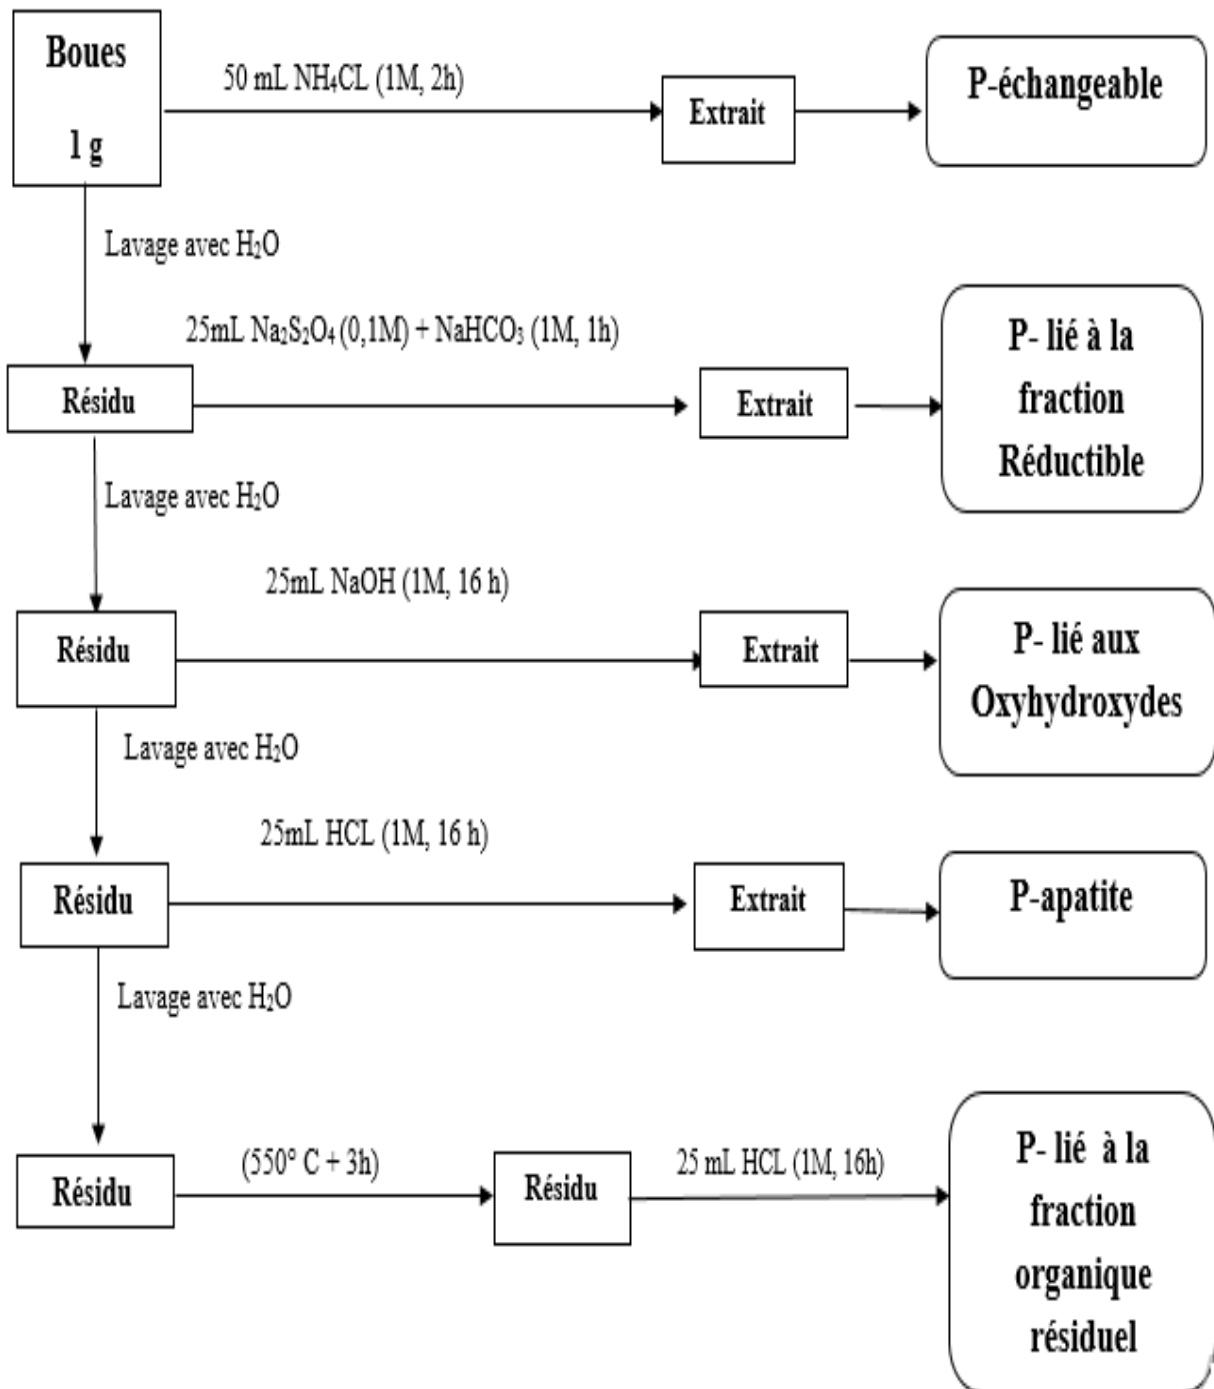 Boues
1 g
50 mL NH₄CL (1M, 2h)
Extrait
P-échangeable
Lavage avec H₂O
25mL Na₂S₂O₄ (0,1M) + NaHCO₃ (1M, 1h)
Résidu
Extrait
P- lié à la
fraction
Réductible
Lavage avec H₂O
25mL NaOH (1M, 16 h)
Résidu
Extrait
P- lié aux
Oxyhydroxydes
Lavage avec H₂O
25mL HCL (1M, 16 h)
Résidu
Extrait
P-apatite
Lavage avec H₂O
Résidu
(550° C + 3h)
Résidu
25 mL HCL (1M, 16h)
P- lié à la
fraction
organique
résiduel